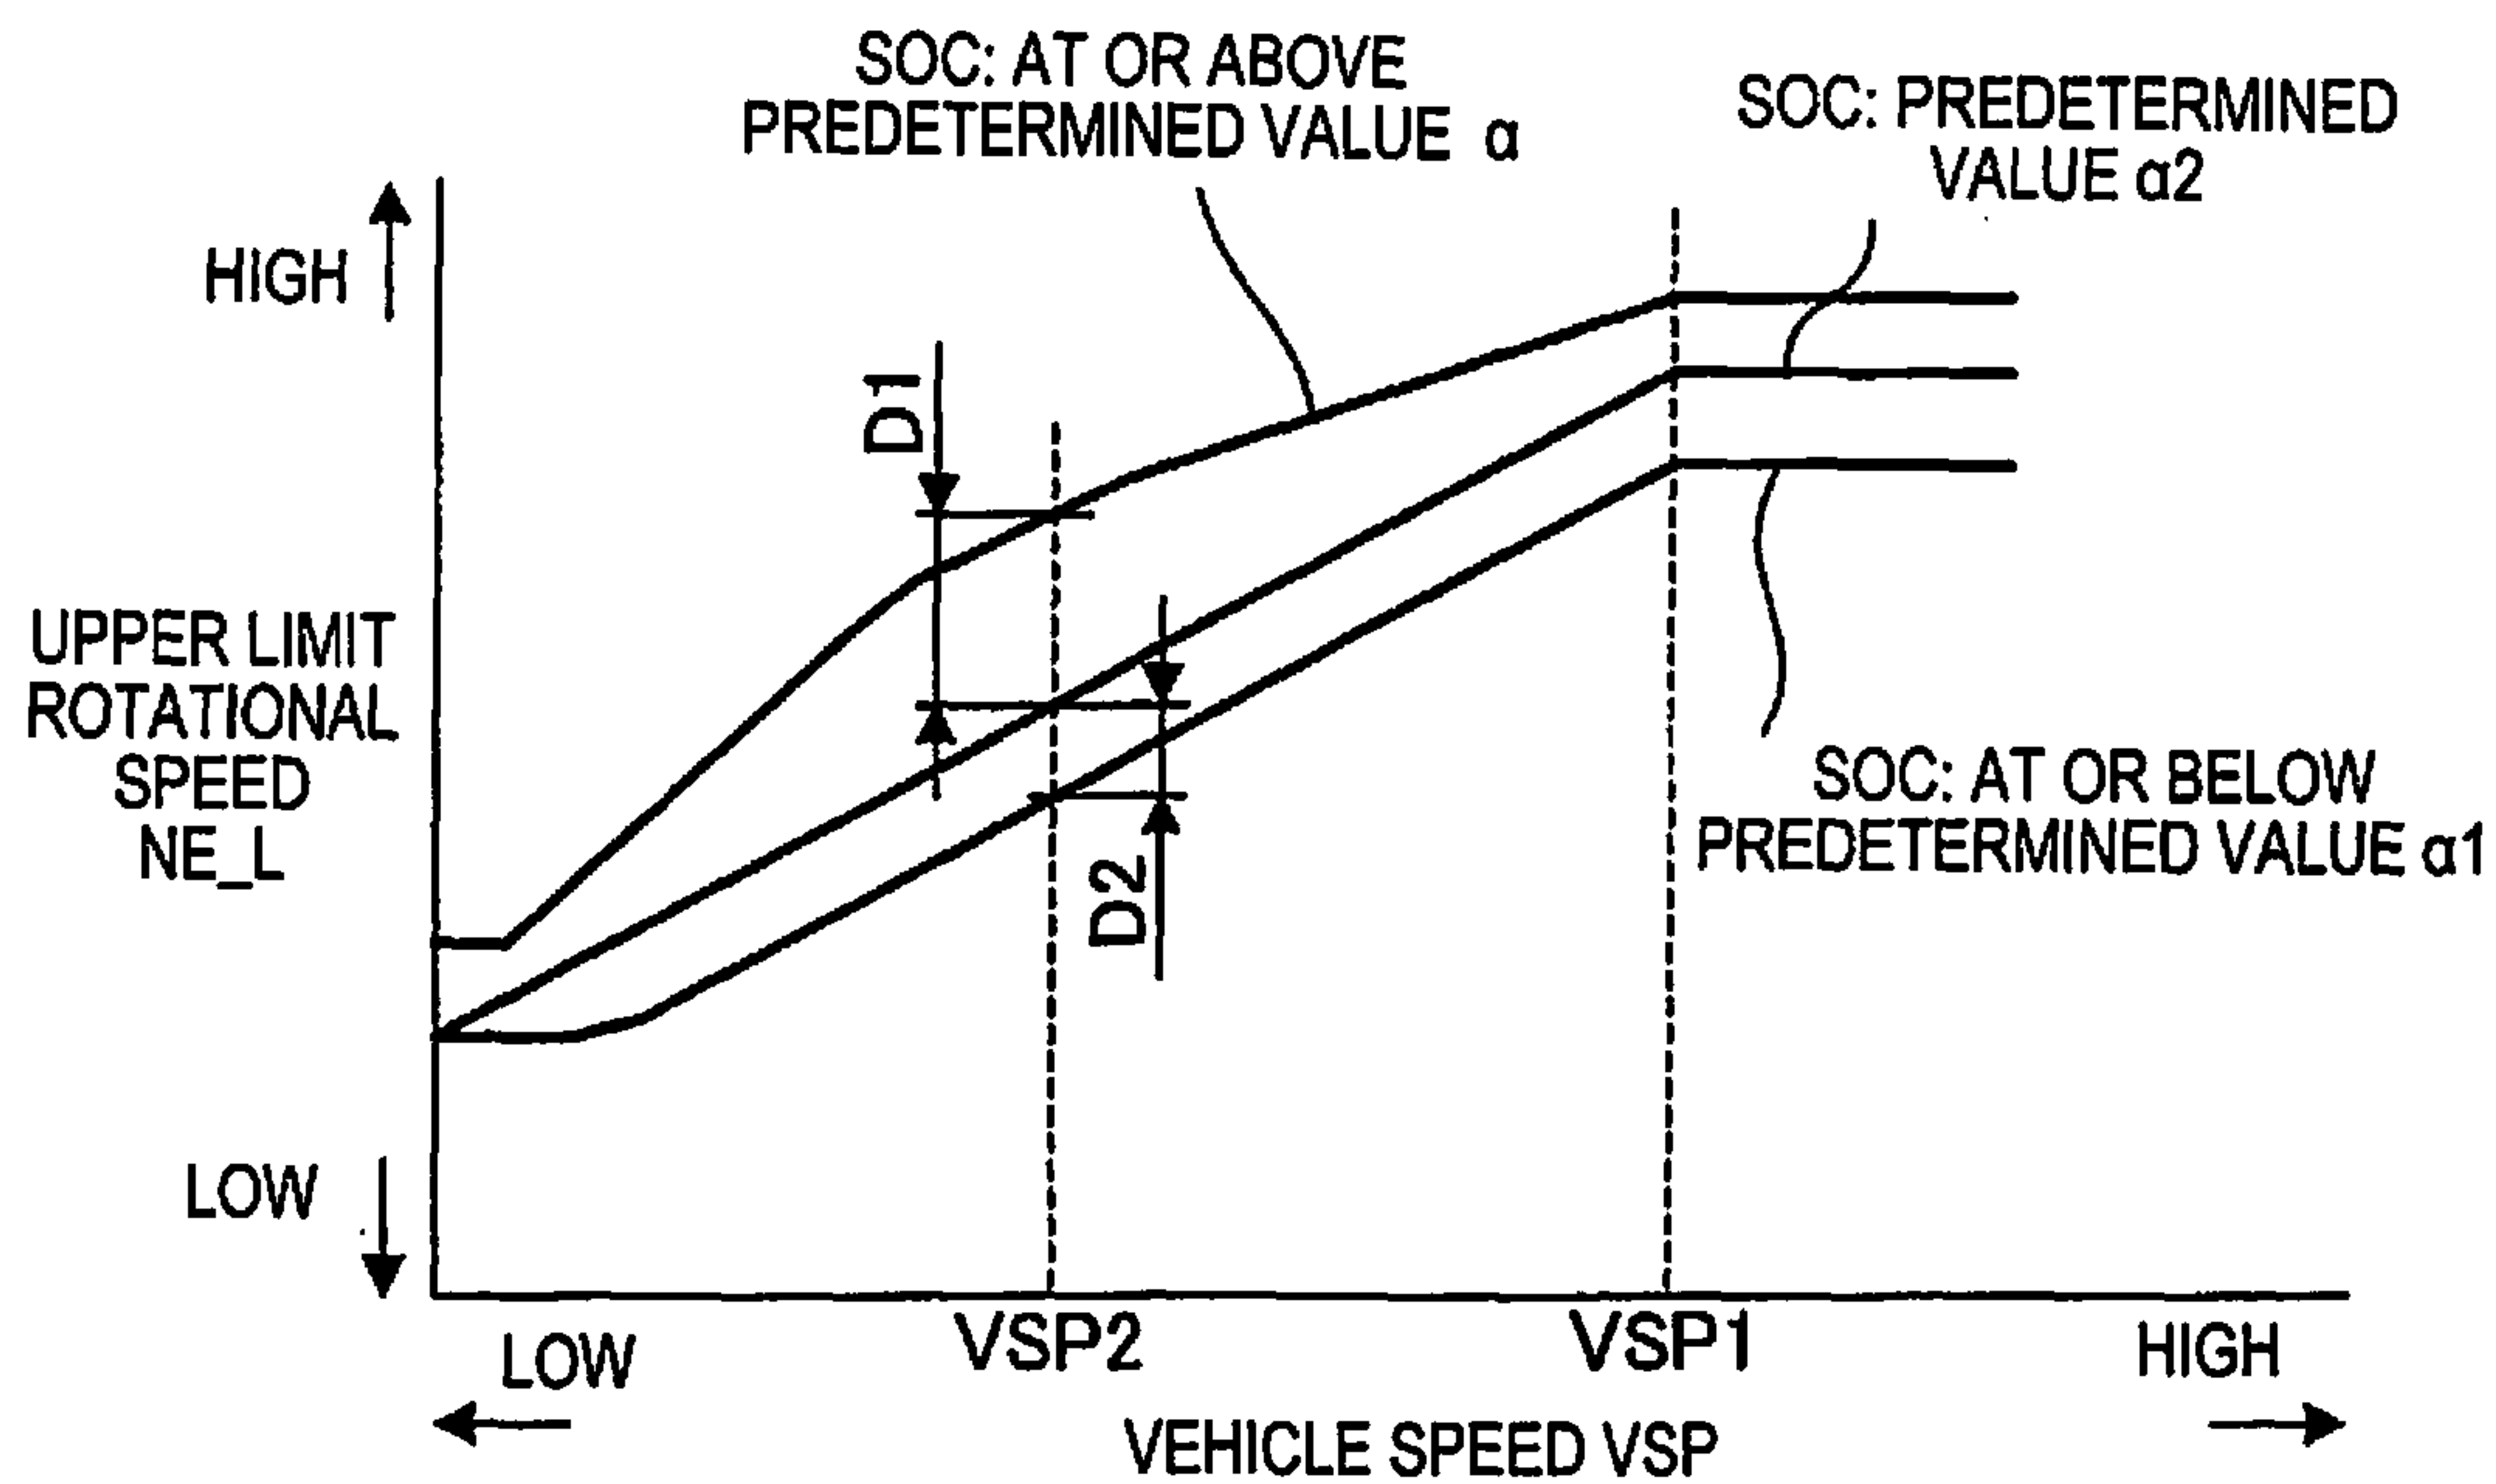 SOC: AT OR ABOVE
PREDETERMINED VALUE α
SOC: PREDETERMINED
VALUE α2
HIGH
D1
UPPER LIMIT
ROTATIONAL
SPEED
NE_L
SOC: AT OR BELOW
PREDETERMINED VALUE α1
D2
LOW
VSP2
VSP1
LOW
HIGH
VEHICLE SPEED VSP